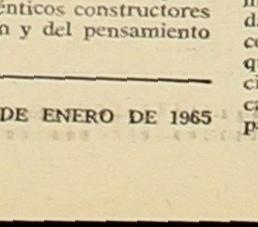 énticos constructores
y del pensamiento
DE ENERO DE 1965